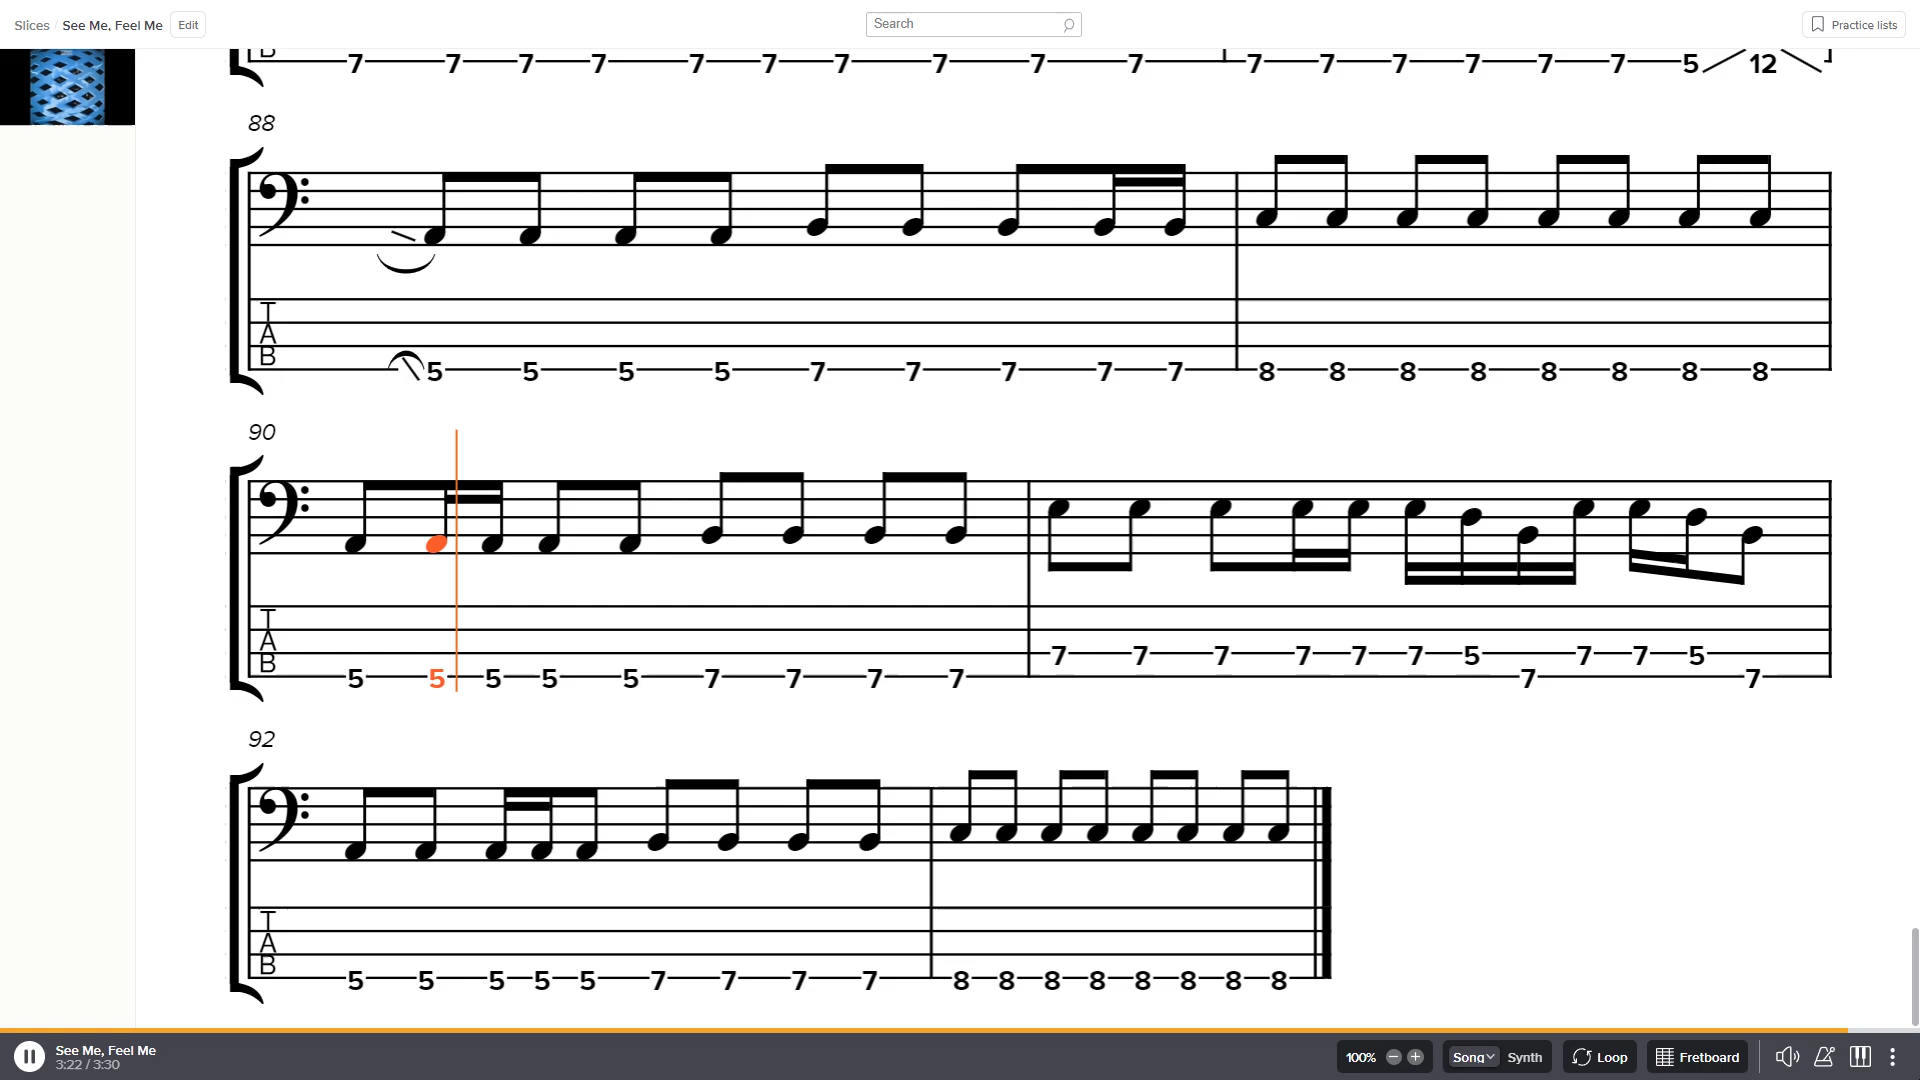 Slices / See Me, Feel Me Edit Search Practice lists
B 7 7 7 7 7 7 7 7 7 7 7 7 7 7 7 7 5 12
88
T
A
B 5 5 5 5 7 7 7 7 7 8 8 8 8 8 8 8 8
90
T
A 7 7 7 7 7 7 5 7 7 5
B 5 5 5 5 5 7 7 7 7 7 7
92
T
A
B 5 5 5 5 5 7 7 7 7 8 8 8 8 8 8 8 8
See Me, Feel Me
3:22 / 3:30
100% Song Synth Loop Fretboard